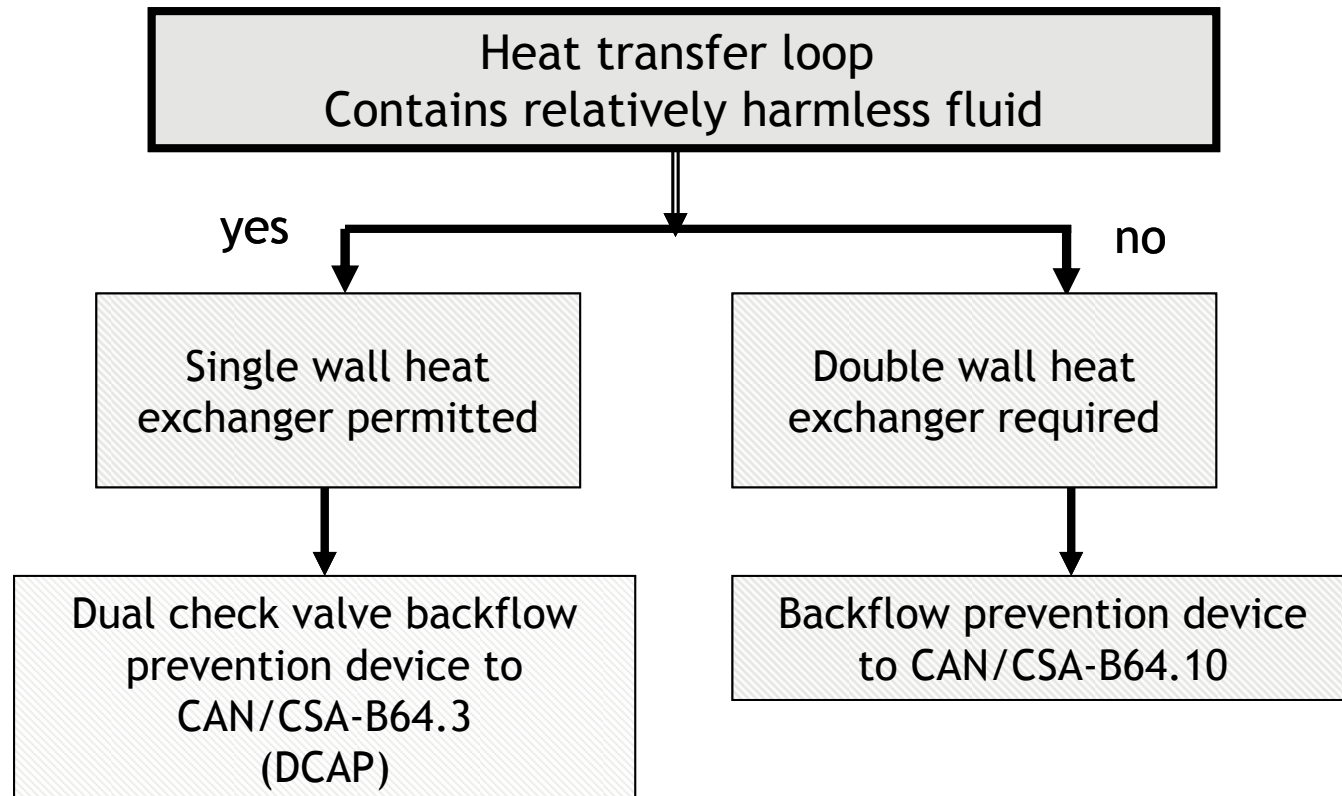 Heat transfer loop
Contains relatively harmless fluid
yes
no
Single wall heat
exchanger permitted
Double wall heat
exchanger required
Dual check valve backflow
prevention device to
CAN/CSA-B64.3
(DCAP)
Backflow prevention device
to CAN/CSA-B64.10